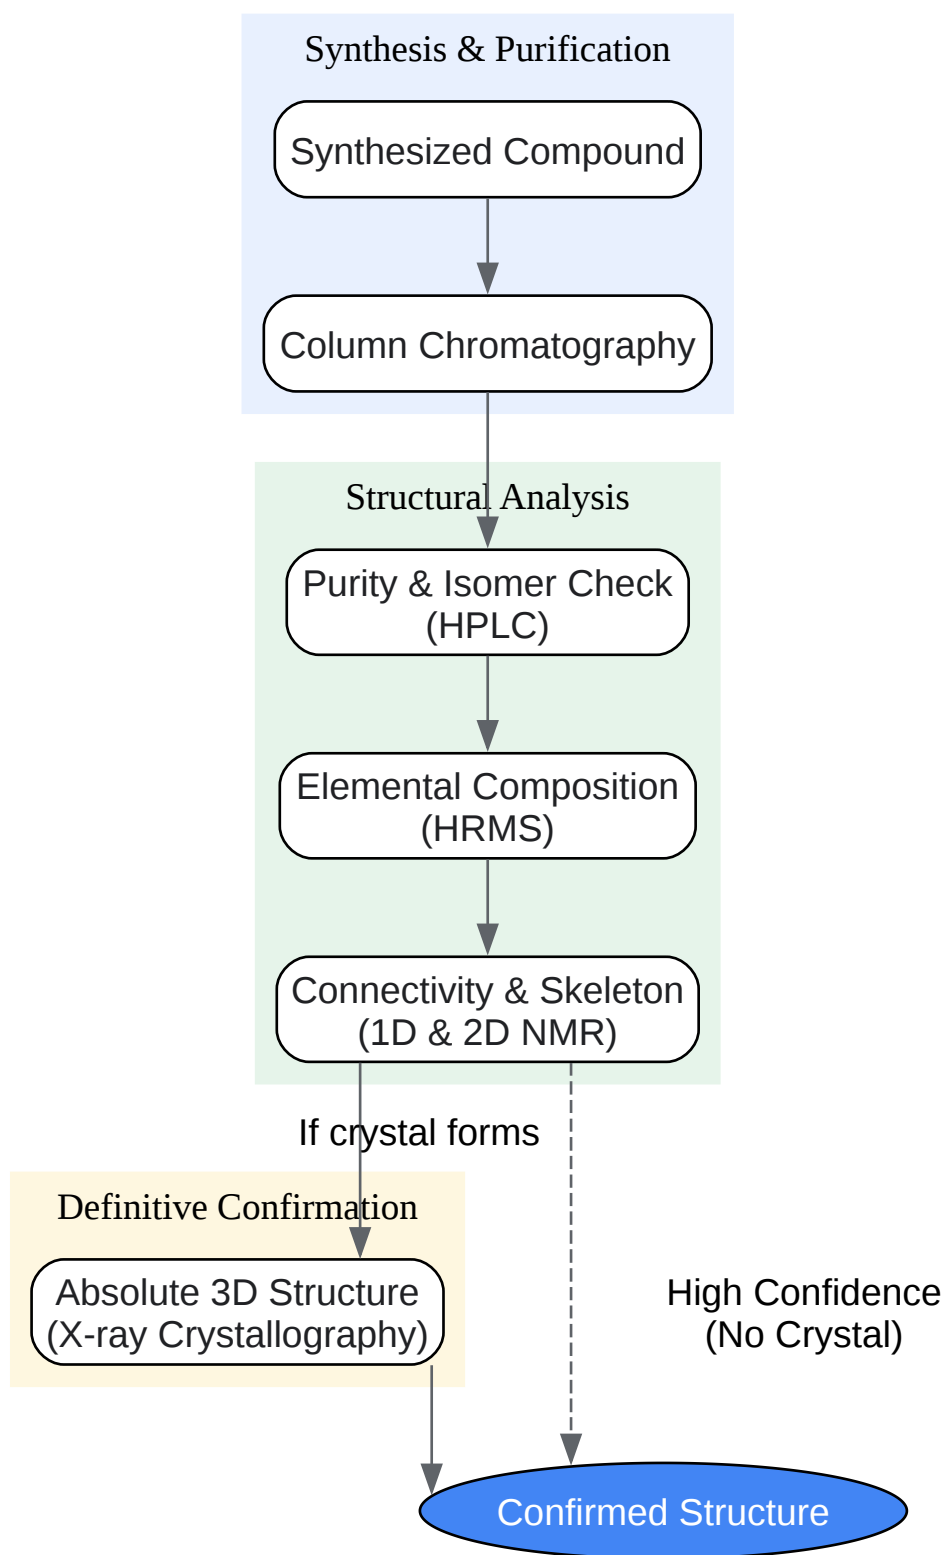 Synthesis & Purification
Synthesized Compound
Column Chromatography
Structural Analysis
Purity & Isomer Check
(HPLC)
Elemental Composition
(HRMS)
Connectivity & Skeleton
(1D & 2D NMR)
If crystal forms
Definitive Confirmation
Absolute 3D Structure
(X-ray Crystallography)
High Confidence
(No Crystal)
Confirmed Structure